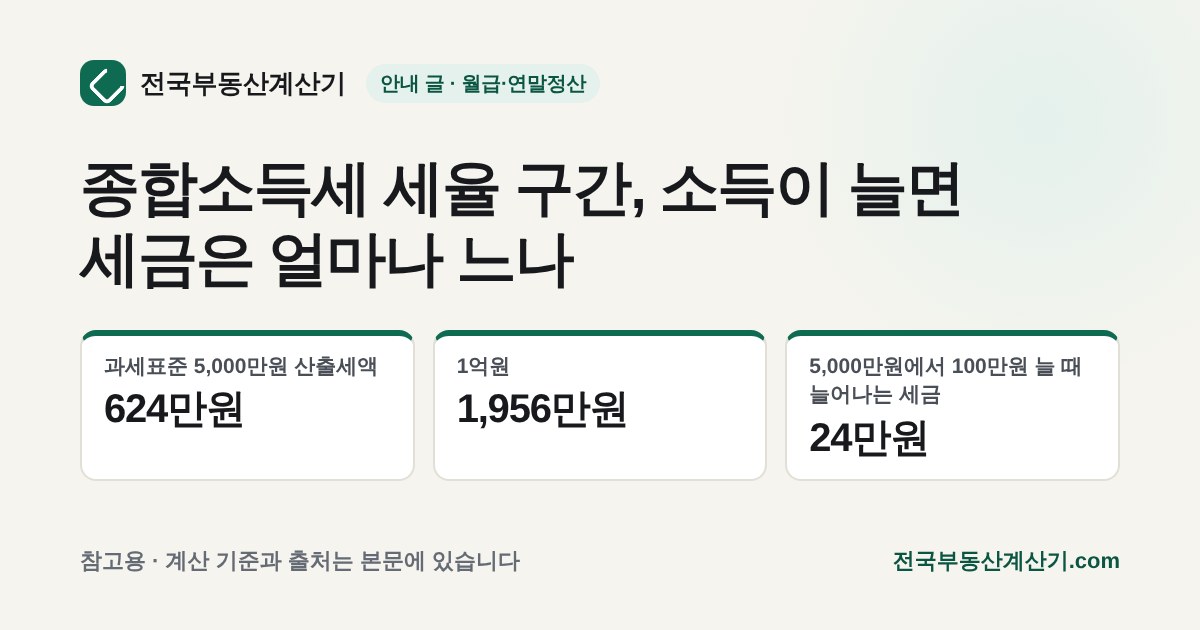 전국부동산계산기
안내 글 · 월급·연말정산
종합소득세 세율 구간, 소득이 늘면
세금은 얼마나 느나
과세표준 5,000만원 산출세액
624만원
1억원
1,956만원
5,000만원에서 100만원 늘 때
늘어나는 세금
24만원
참고용 · 계산 기준과 출처는 본문에 있습니다
전국부동산계산기.com